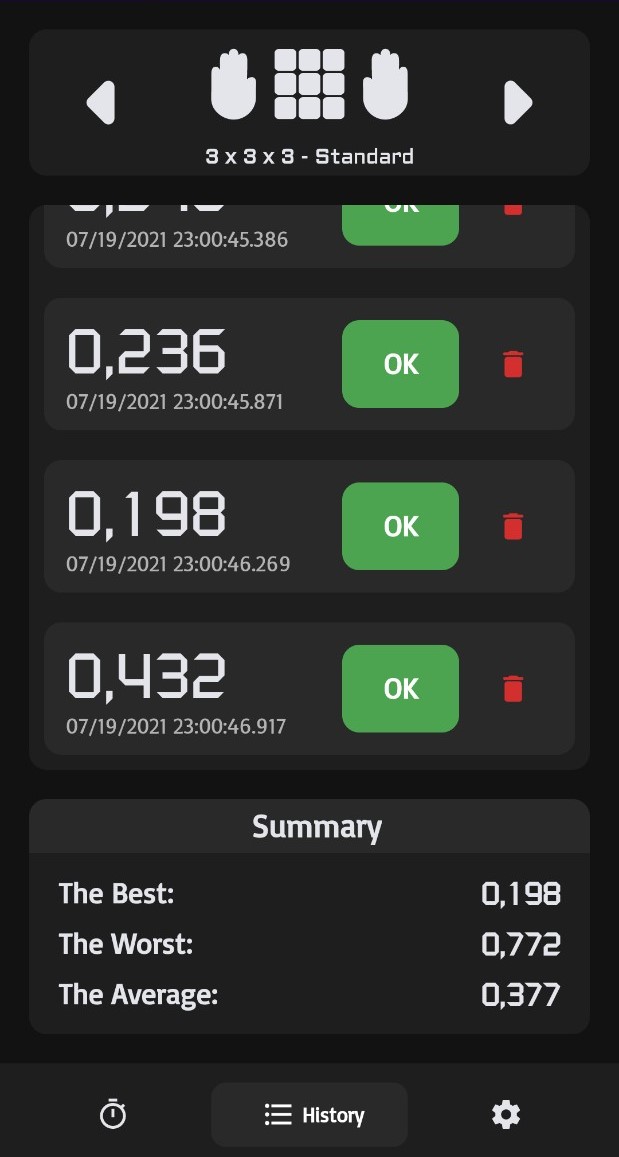 3 x 3 x 3 - Standard
OK
07/19/2021 23:00:45.386
0,236
OK
07/19/2021 23:00:45.871
0,198
OK
07/19/2021 23:00:46.269
0,432
OK
07/19/2021 23:00:46.917
Summary
The Best: 0,198
The Worst: 0,772
The Average: 0,377
History